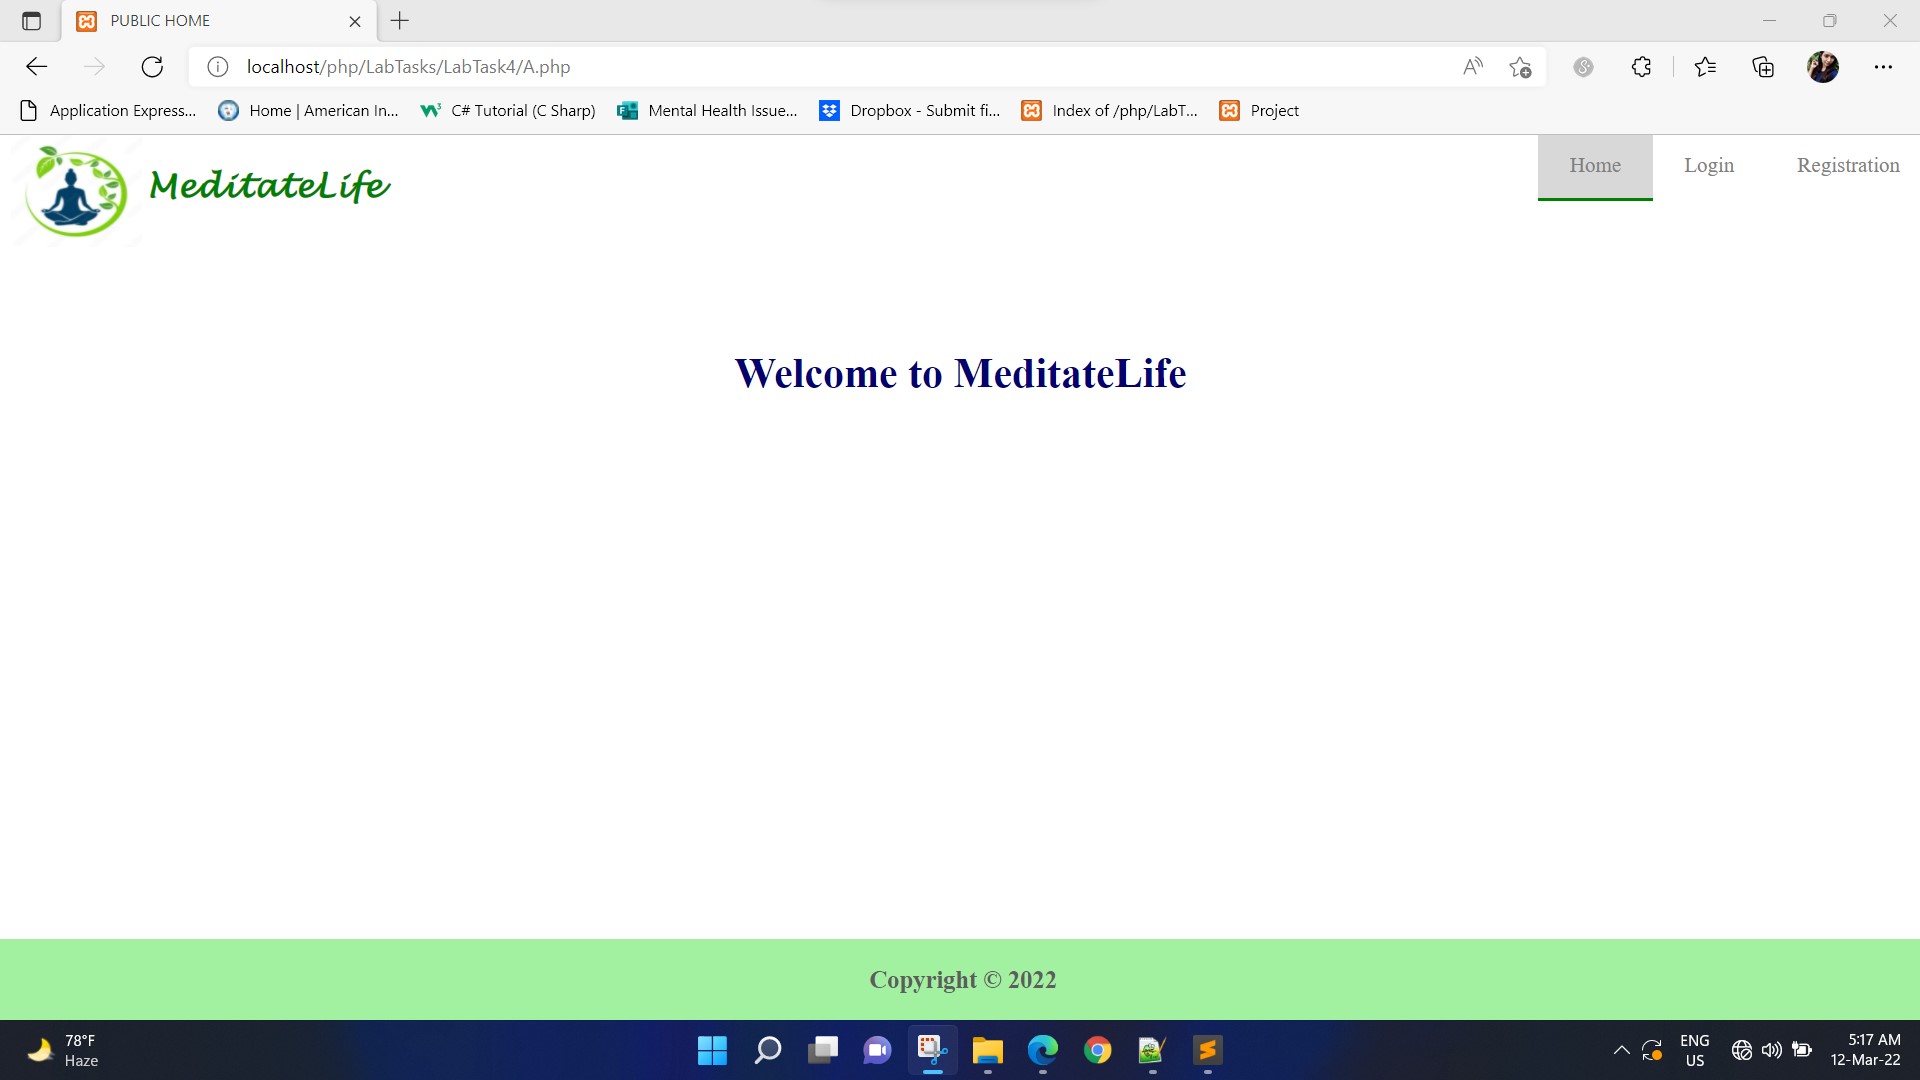 PUBLIC HOME
localhost/php/LabTasks/LabTask4/A.php
Application Express...
Home | American In...
C# Tutorial (C Sharp)
Mental Health Issue...
Dropbox - Submit fi...
Index of /php/LabT...
Project
MeditateLife
Home
Login
Registration
Welcome to MeditateLife
Copyright © 2022
78°F
Haze
ENG
US
5:17 AM
12-Mar-22